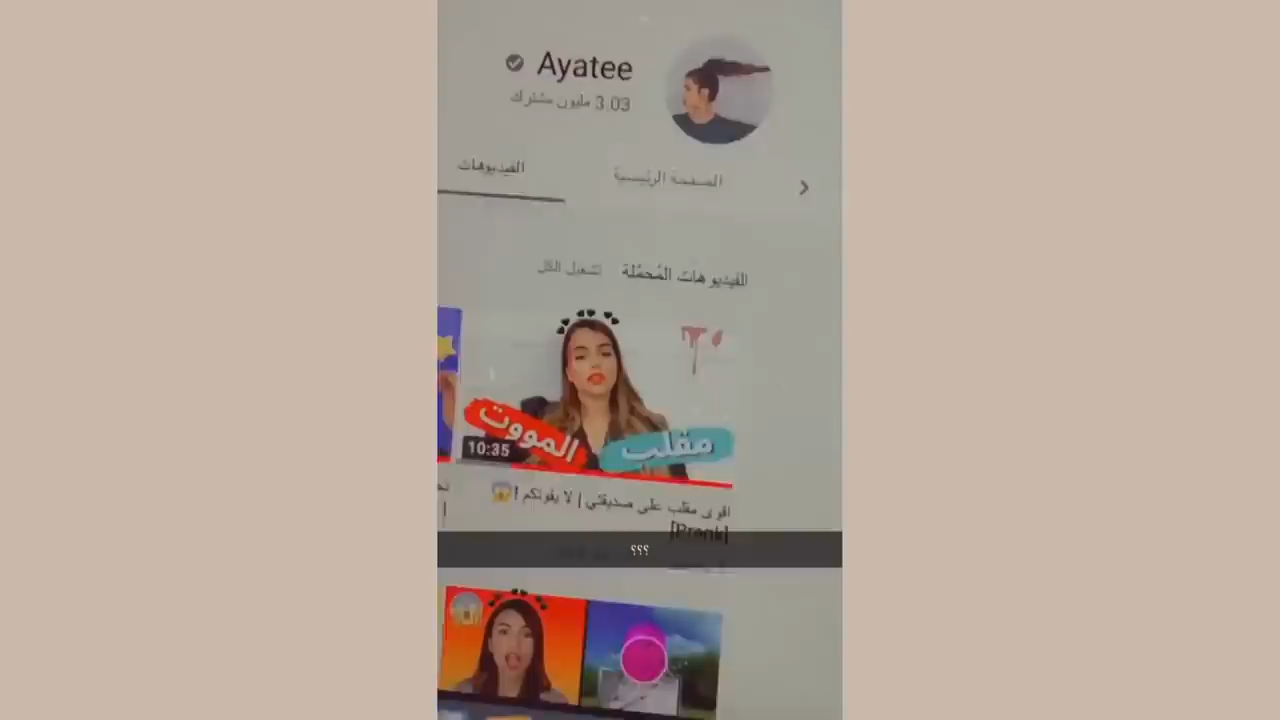 Ayatee
3.03 مليون مشترك
الصفحة الرئيسية
الفيديوهات
الفيديوهات المُحمّلة
تشغيل الكل
مقلب
المووت
10:35
اقوى مقلب على صديقتي | لا يفوتكم !😱
[Prank]
؟؟؟